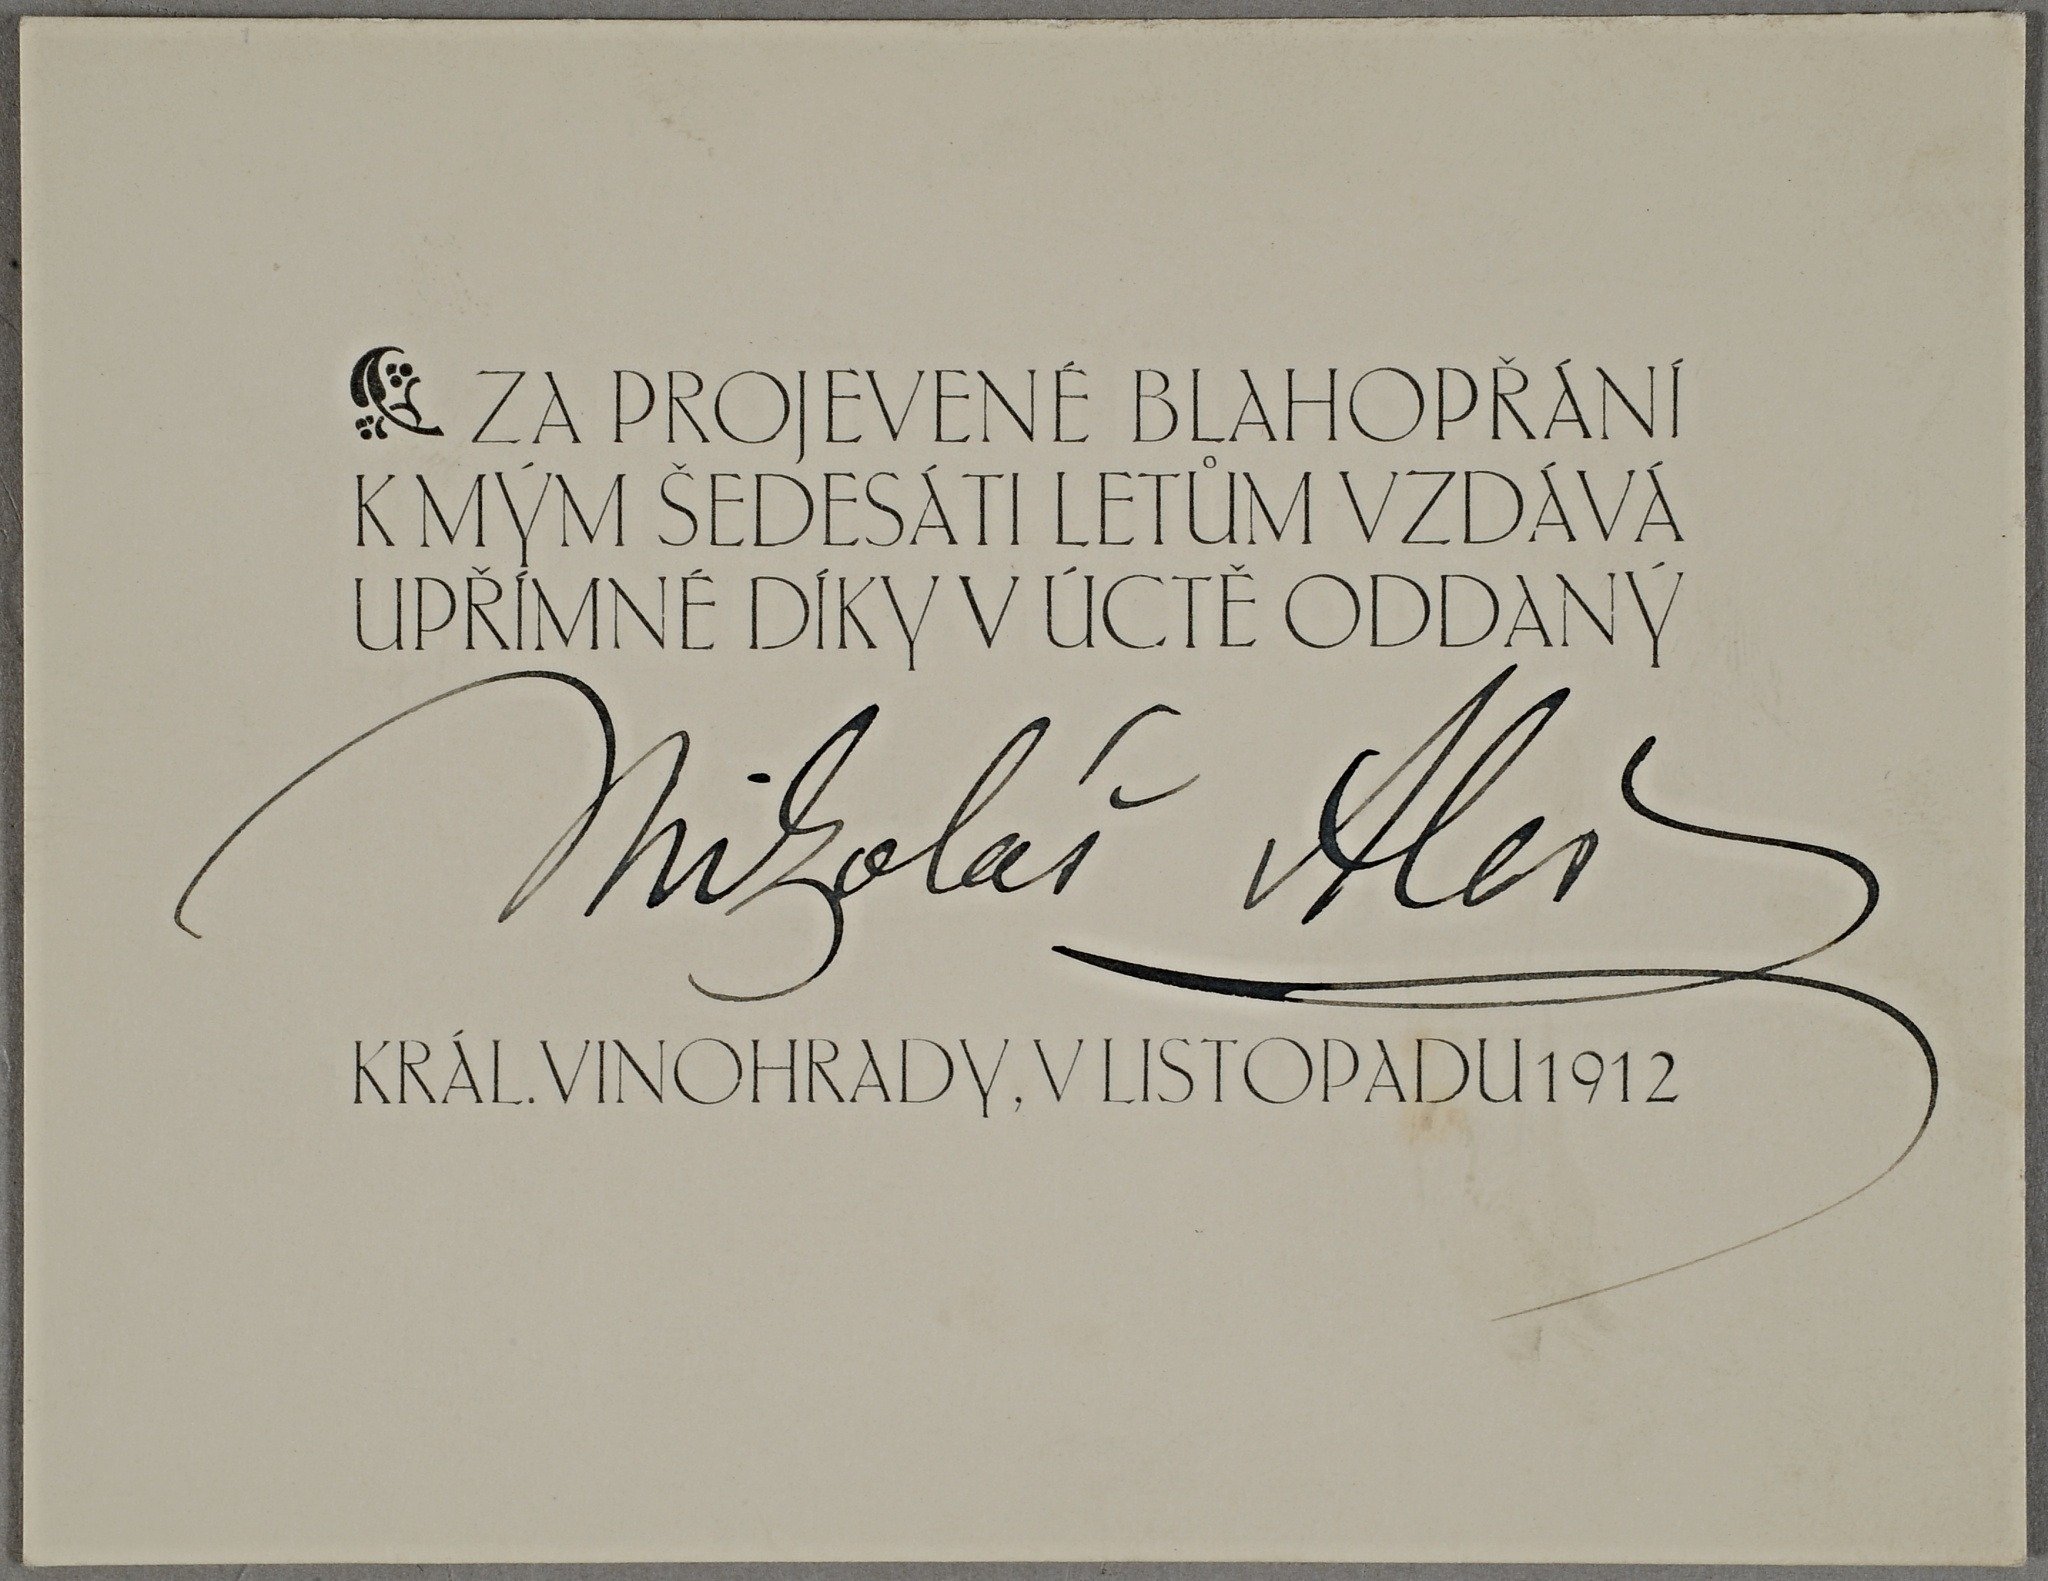 ZA PROJEVENÉ BLAHOPŘÁNÍ
K MÝM ŠEDESÁTI LETŮM VZDÁVÁ
UPŘÍMNÉ DÍKY V ÚCTĚ ODDANÝ
Mikoláš Aleš
KRÁL. VINOHRADY, V LISTOPADU 1912